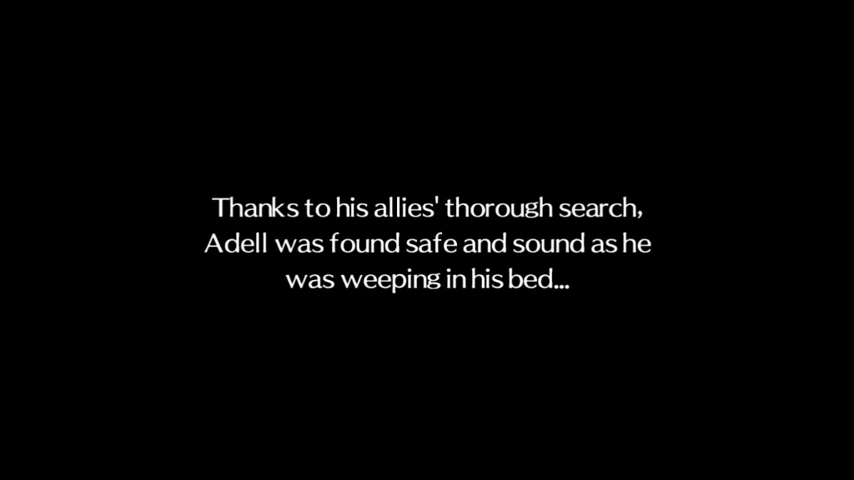 Thanks to his allies' thorough search,
Adell was found safe and sound as he
was weeping in his bed...